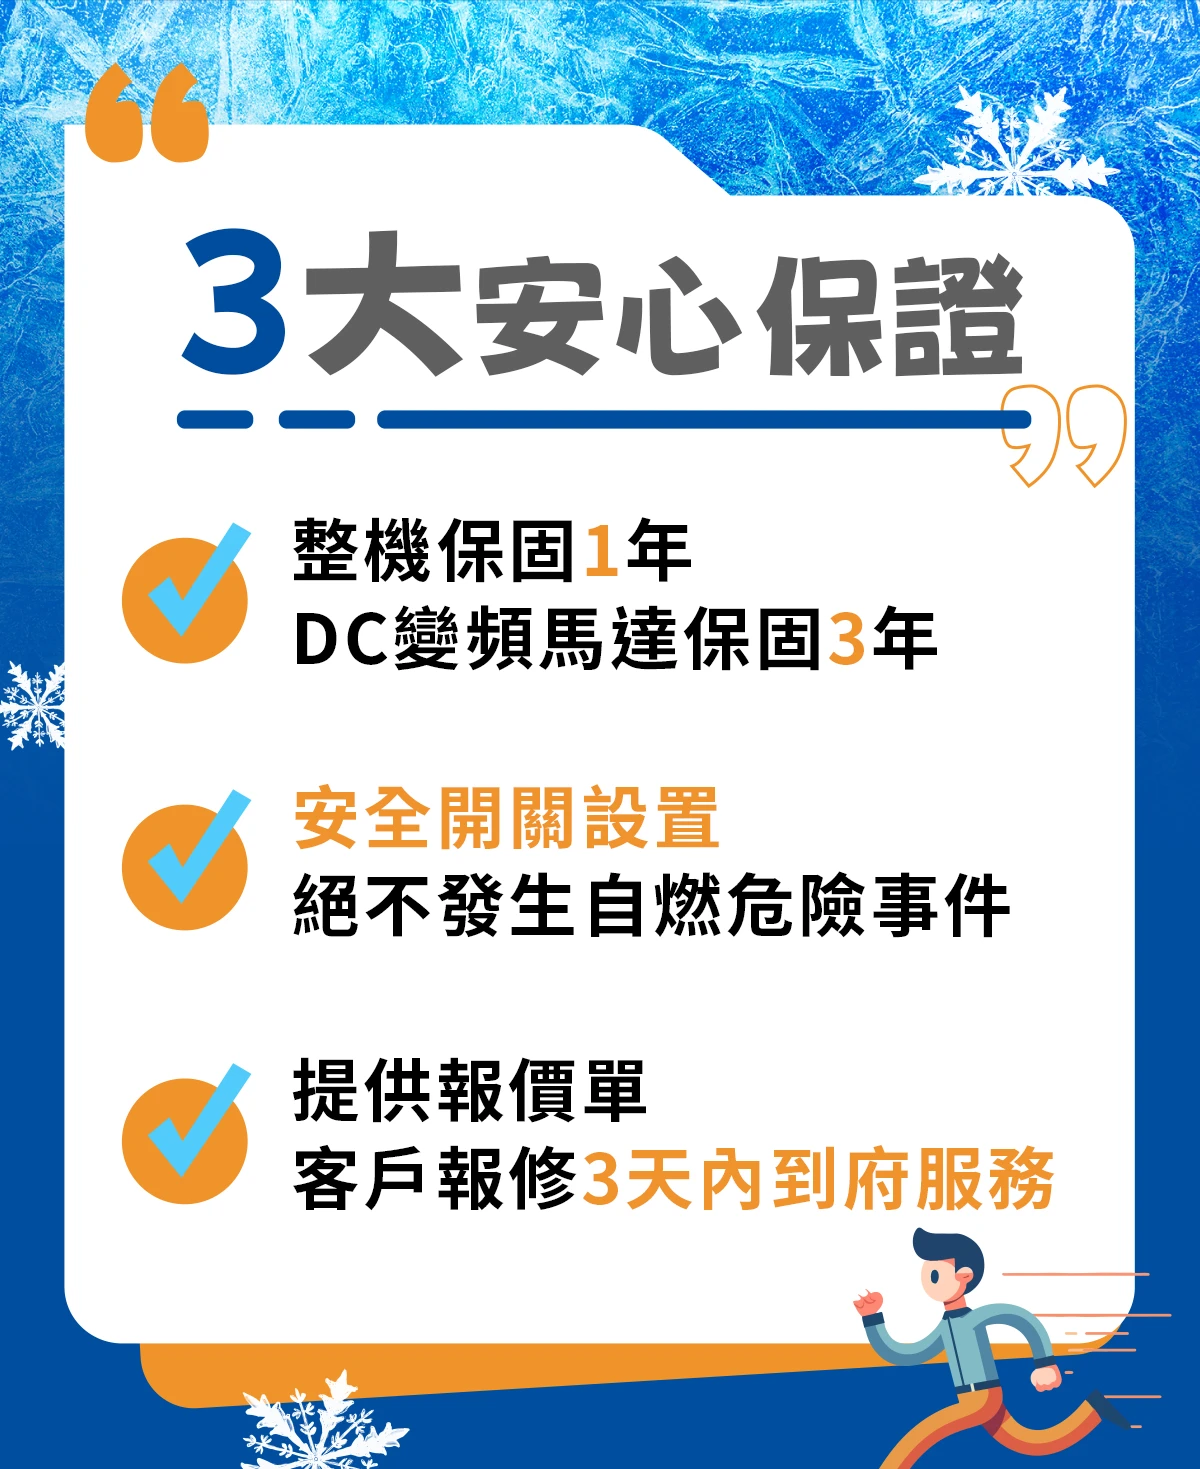 3大安心保證
整機保固1年
DC變頻馬達保固3年
安全開關設置
絕不發生自燃危險事件
提供報價單
客戶報修3天內到府服務